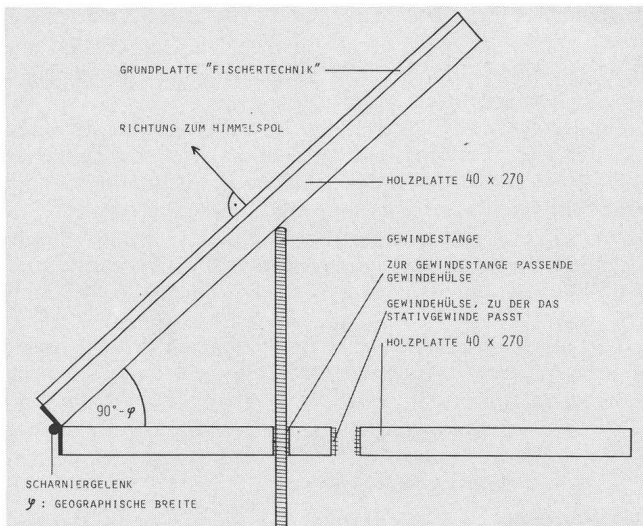 GRUNDPLATTE "FISCHERTECHNIK"
RICHTUNG ZUM HIMMELSPOL
HOLZPLATTE 40 x 270
GEWINDESTANGE
ZUR GEWINDESTANGE PASSENDE
GEWINDEHÜLSE
GEWINDEHÜLSE, ZU DER DAS
STATIVGEWINDE PASST
HOLZPLATTE 40 x 270
90°-φ
SCHARNIERGELENK
φ : GEOGRAPHISCHE BREITE